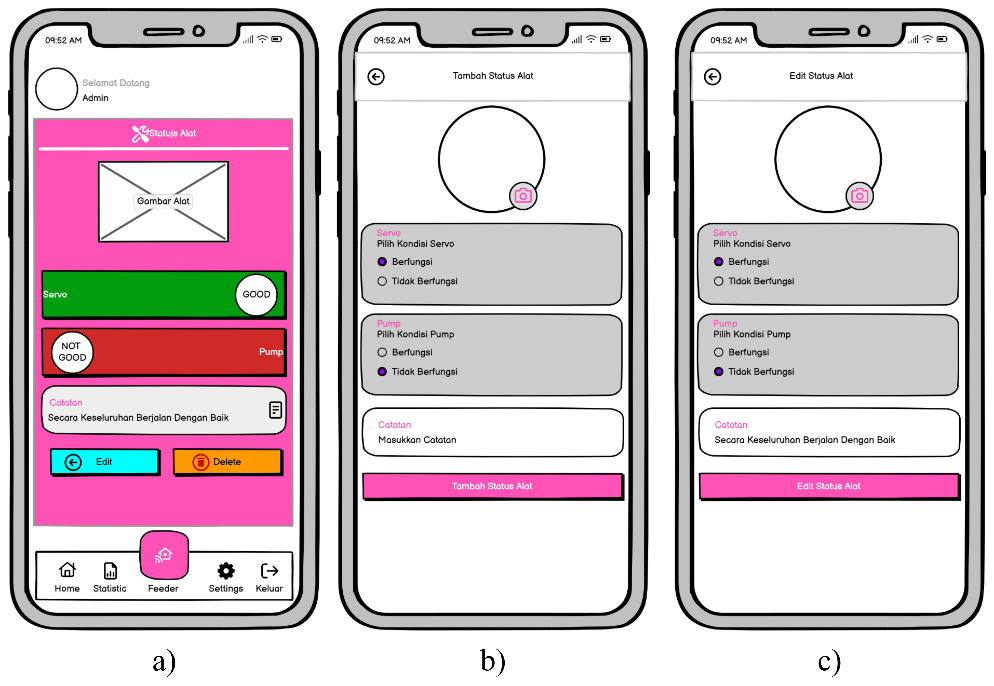 09:52 AM
Selamat Datang
Admin
Statujs Alat
Gambar Alat
Servo
GOOD
NOT
GOOD
Pump
Catatan
Secara Keseluruhan Berjalan Dengan Baik
Edit
Delete
Home
Statistic
Feeder
Settings
Keluar
a)
09:52 AM
Tambah Status Alat
Servo
Pilih Kondisi Servo
Berfungsi
Tidak Berfungsi
Pump
Pilih Kondisi Pump
Berfungsi
Tidak Berfungsi
Catatan
Masukkan Catatan
Tambah Status Alat
b)
09:52 AM
Edit Status Alat
Servo
Pilih Kondisi Servo
Berfungsi
Tidak Berfungsi
Pump
Pilih Kondisi Pump
Berfungsi
Tidak Berfungsi
Catatan
Secara Keseluruhan Berjalan Dengan Baik
Edit Status Alat
c)